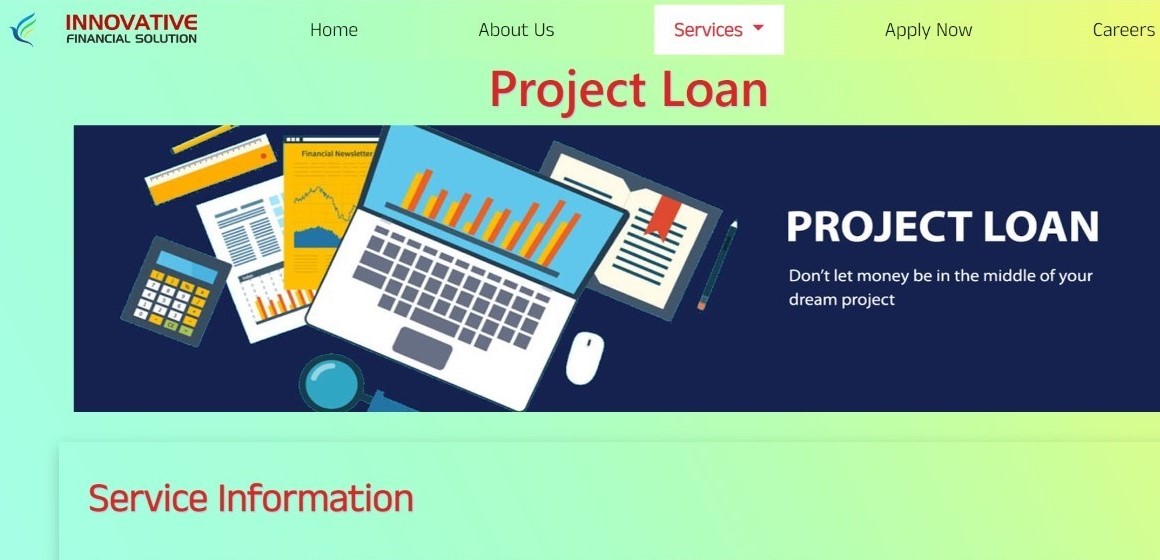 INNOVATIVE
FINANCIAL SOLUTION
Home
About Us
Services
Apply Now
Careers
Project Loan
Financial Newsletter
PROJECT LOAN
Don't let money be in the middle of your
dream project
Service Information